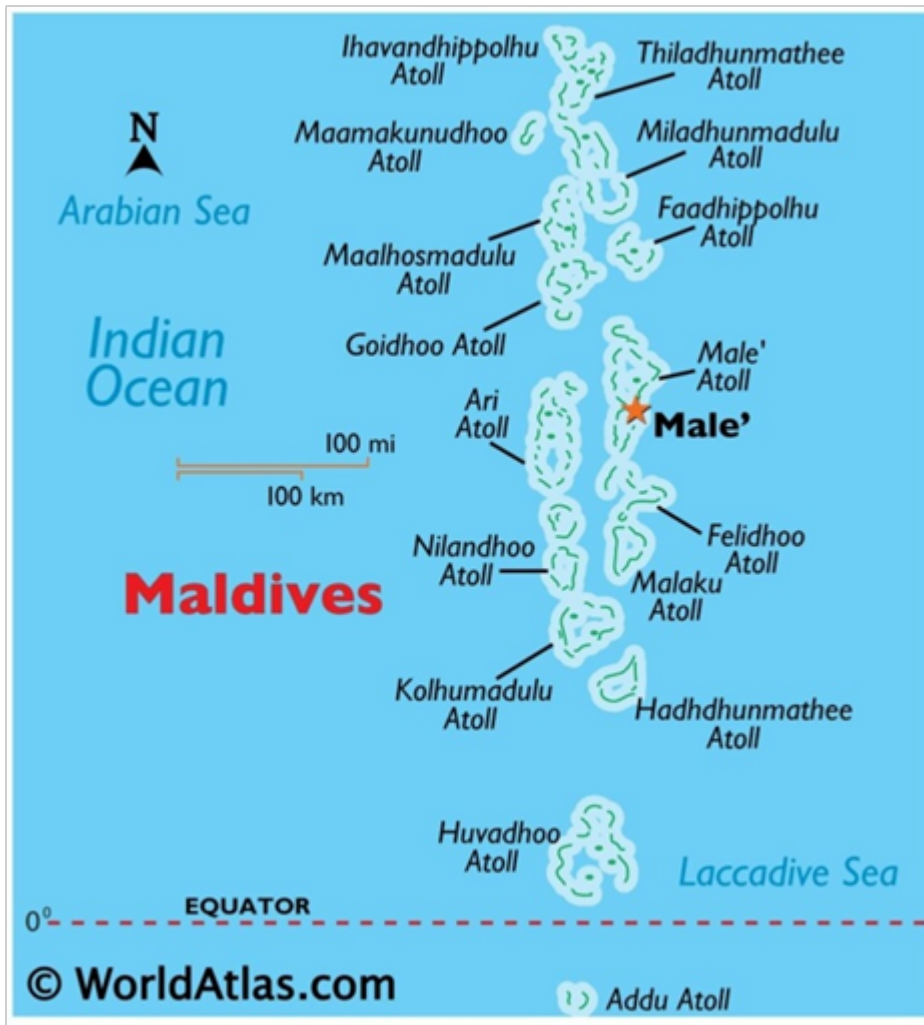 Ihavandhippolhu
Atoll
Thiladhunmathee
Atoll
N
Maamakunudhoo
Atoll
Miladhunmadulu
Atoll
Arabian Sea
Faadhippolhu
Atoll
Maalhosmadulu
Atoll
Indian
Ocean
Goidhoo Atoll
Male'
Atoll
Ari
Atoll
Male’
100 mi
100 km
Felidhoo
Atoll
Nilandhoo
Atoll
Maldives
Malaku
Atoll
Kolhumadulu
Atoll
Hadhdhunmathee
Atoll
Huvadhoo
Atoll
Laccadive Sea
EQUATOR
0°
© WorldAtlas.com
Addu Atoll